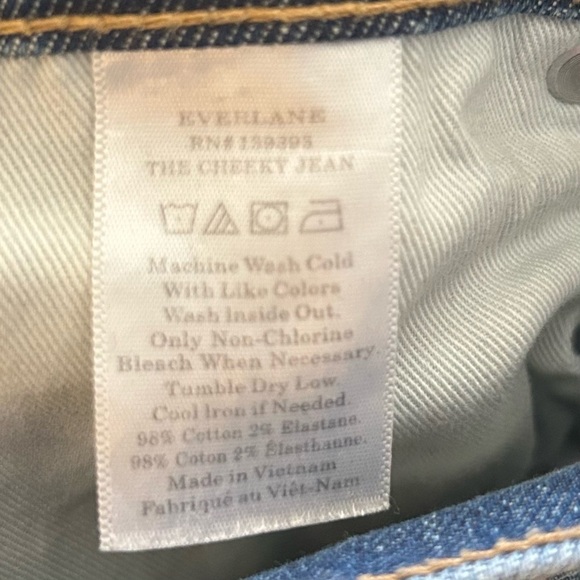 EVERLANE
RN# 139395
THE CHEEKY JEAN
Machine Wash Cold
With Like Colors
Wash Inside Out.
Only Non-Chlorine
Bleach When Necessary.
Tumble Dry Low.
Cool Iron if Needed.
98% Cotton 2% Elastane.
98% Coton 2% Élasthanne.
Made in Vietnam
Fabriqué au Viêt-Nam